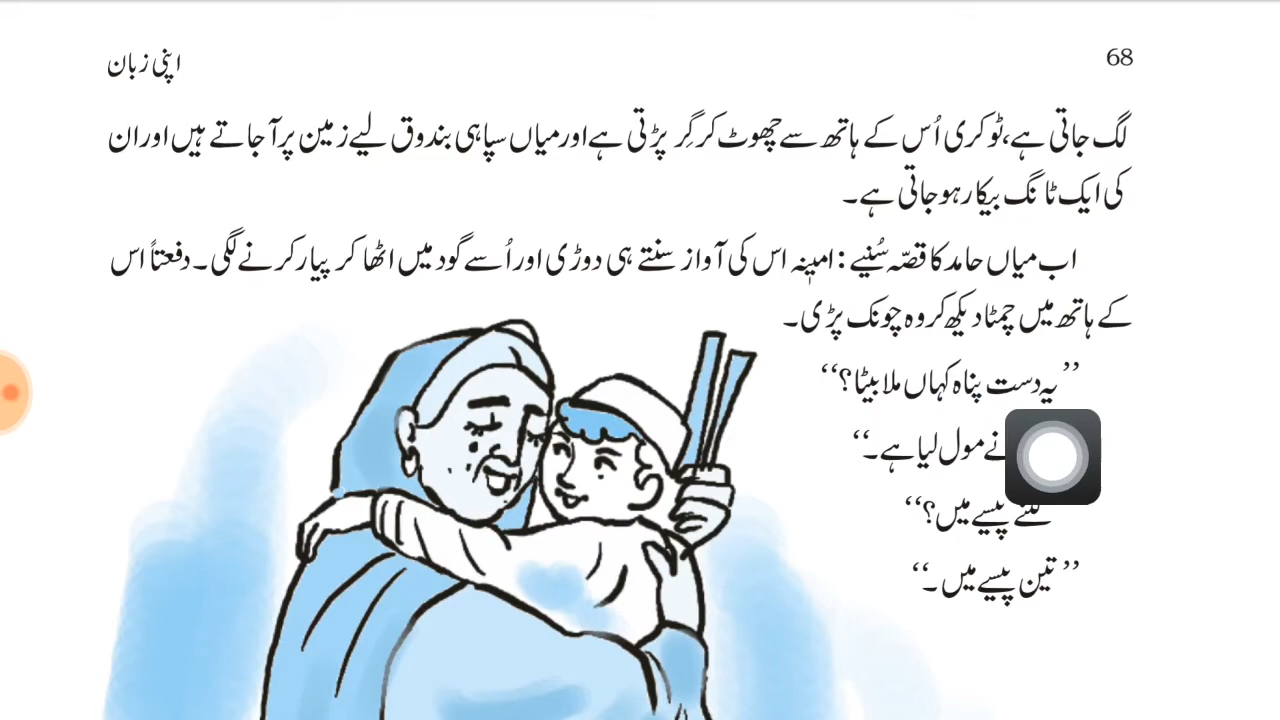 68
اپنی زبان
لگ جاتی ہے، ٹوکری اُس کے ہاتھ سے چھوٹ کر گِر پڑتی ہے اور میاں سپاہی بندوق لیے زمین پر آ جاتے ہیں اور ان
کی ایک ٹانگ بیکار ہو جاتی ہے۔
اب میاں حامد کا قصّہ سُنیے: امینہ اس کی آواز سنتے ہی دوڑی اور اُسے گود میں اٹھا کر پیار کرنے لگی۔ دفعتاً اس
کے ہاتھ میں چمٹا دیکھ کر وہ چونک پڑی۔
”یہ دست پناہ کہاں ملا بیٹا؟“
نے مول لیا ہے۔“
پیسے میں؟“
”تین پیسے میں۔“